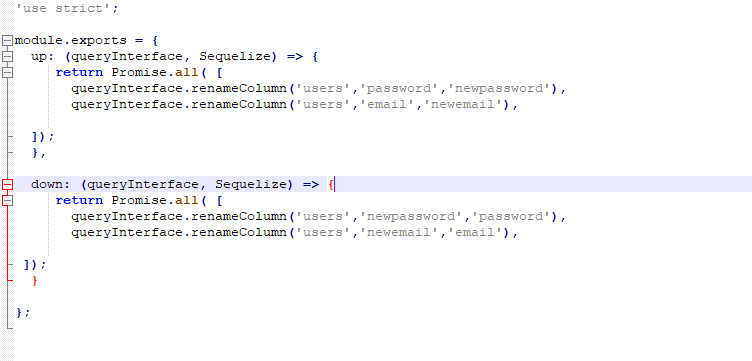 'use strict';
module.exports = {
up: (queryInterface, Sequelize) => {
return Promise.all( [
queryInterface.renameColumn('users','password','newpassword'),
queryInterface.renameColumn('users','email','newemail'),
]);
},
down: (queryInterface, Sequelize) => {
return Promise.all( [
queryInterface.renameColumn('users','newpassword','password'),
queryInterface.renameColumn('users','newemail','email'),
]);
}
};